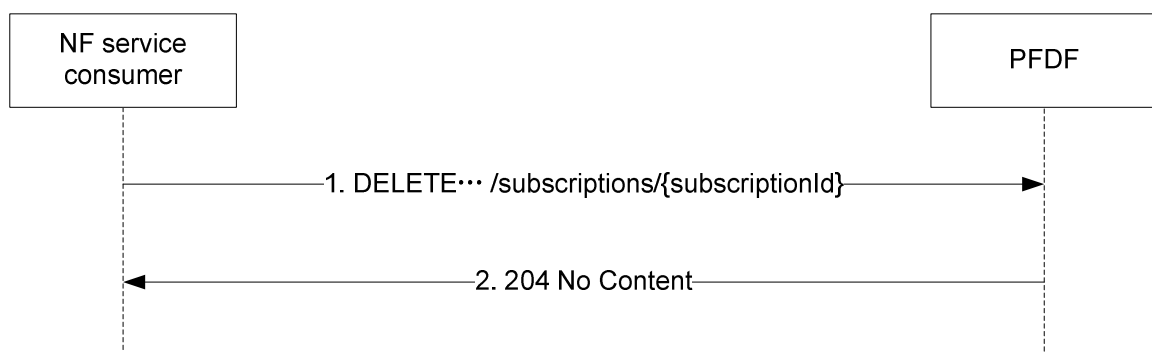 NF service
consumer
PFDF
1. DELETE··· /subscriptions/{subscriptionId}
2. 204 No Content